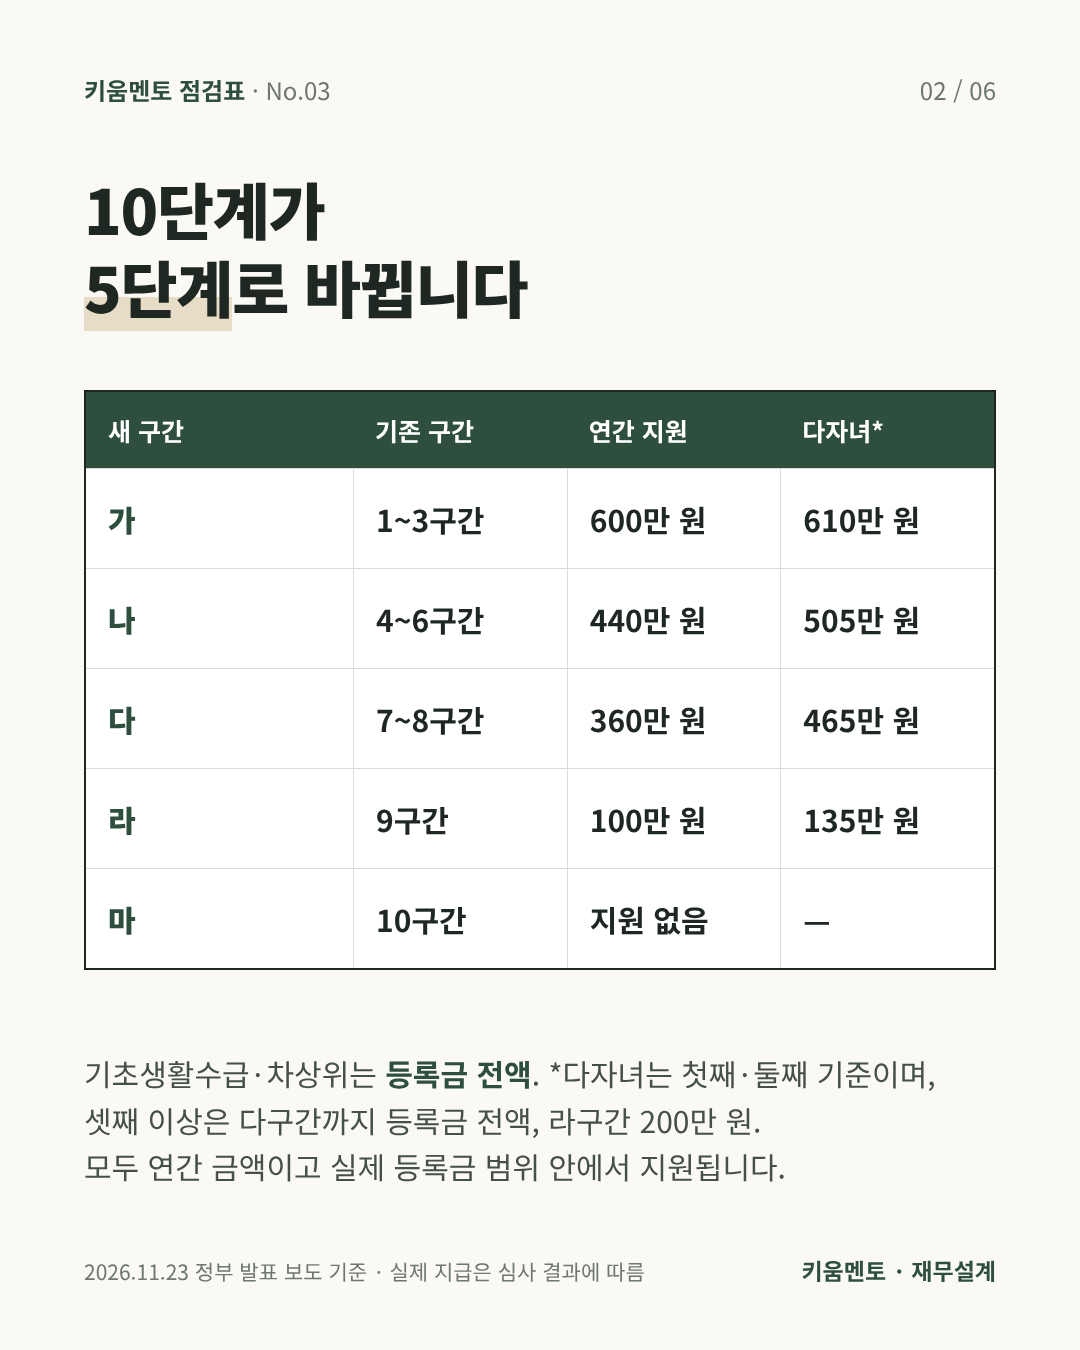 키움멘토 점검표 · No.03
02 / 06
10단계가
5단계로 바뀝니다
새 구간 기존 구간 연간 지원 다자녀*
가 1~3구간 600만 원 610만 원
나 4~6구간 440만 원 505만 원
다 7~8구간 360만 원 465만 원
라 9구간 100만 원 135만 원
마 10구간 지원 없음 —
기초생활수급·차상위는 등록금 전액. *다자녀는 첫째·둘째 기준이며,
셋째 이상은 다구간까지 등록금 전액, 라구간 200만 원.
모두 연간 금액이고 실제 등록금 범위 안에서 지원됩니다.
2026.11.23 정부 발표 보도 기준 · 실제 지급은 심사 결과에 따름
키움멘토 · 재무설계